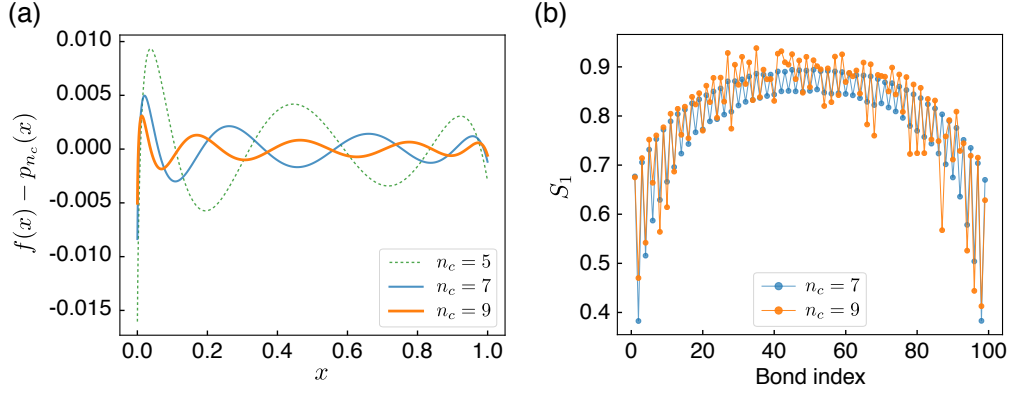 (a)
f(x) − p_{n_c}(x)
0.010
0.005
0.000
-0.005
-0.010
-0.015
0.0 0.2 0.4 0.6 0.8 1.0
x
n_c = 5
n_c = 7
n_c = 9
(b)
S_1
0.9
0.8
0.7
0.6
0.5
0.4
0 20 40 60 80 100
Bond index
n_c = 7
n_c = 9